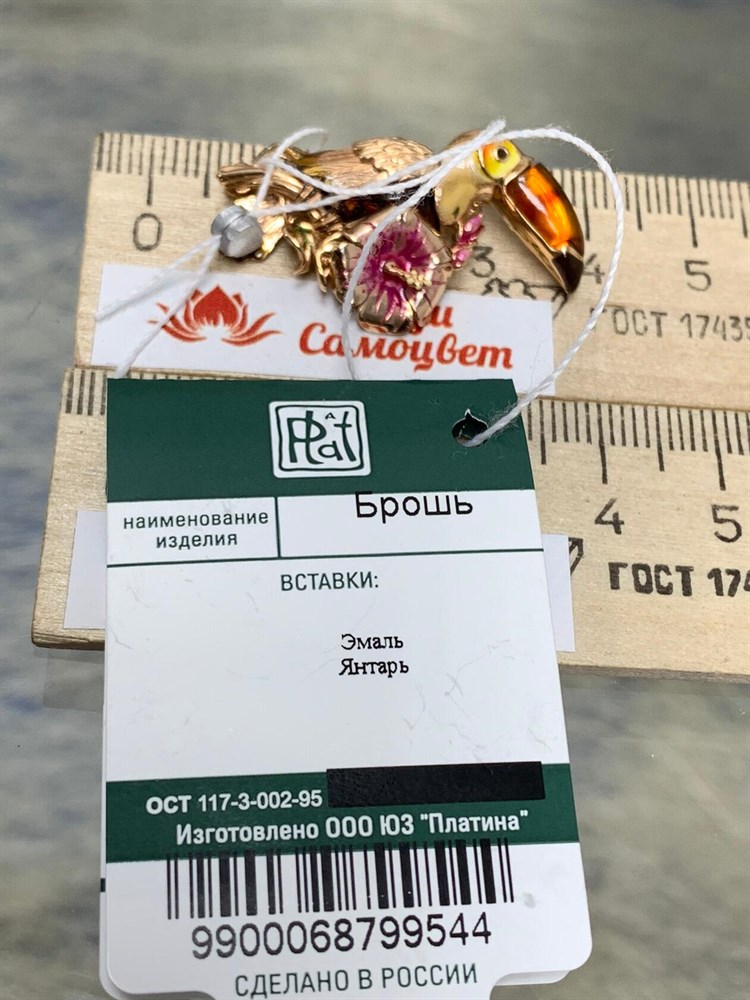 0
3
4
5
ГОСТ 17435
Самоцвет
Plat
4
5
ГОСТ 174
наименование
изделия
Брошь
ВСТАВКИ:
Эмаль
Янтарь
ОСТ 117-3-002-95
Изготовлено ООО ЮЗ "Платина"
9900068799544
СДЕЛАНО В РОССИИ